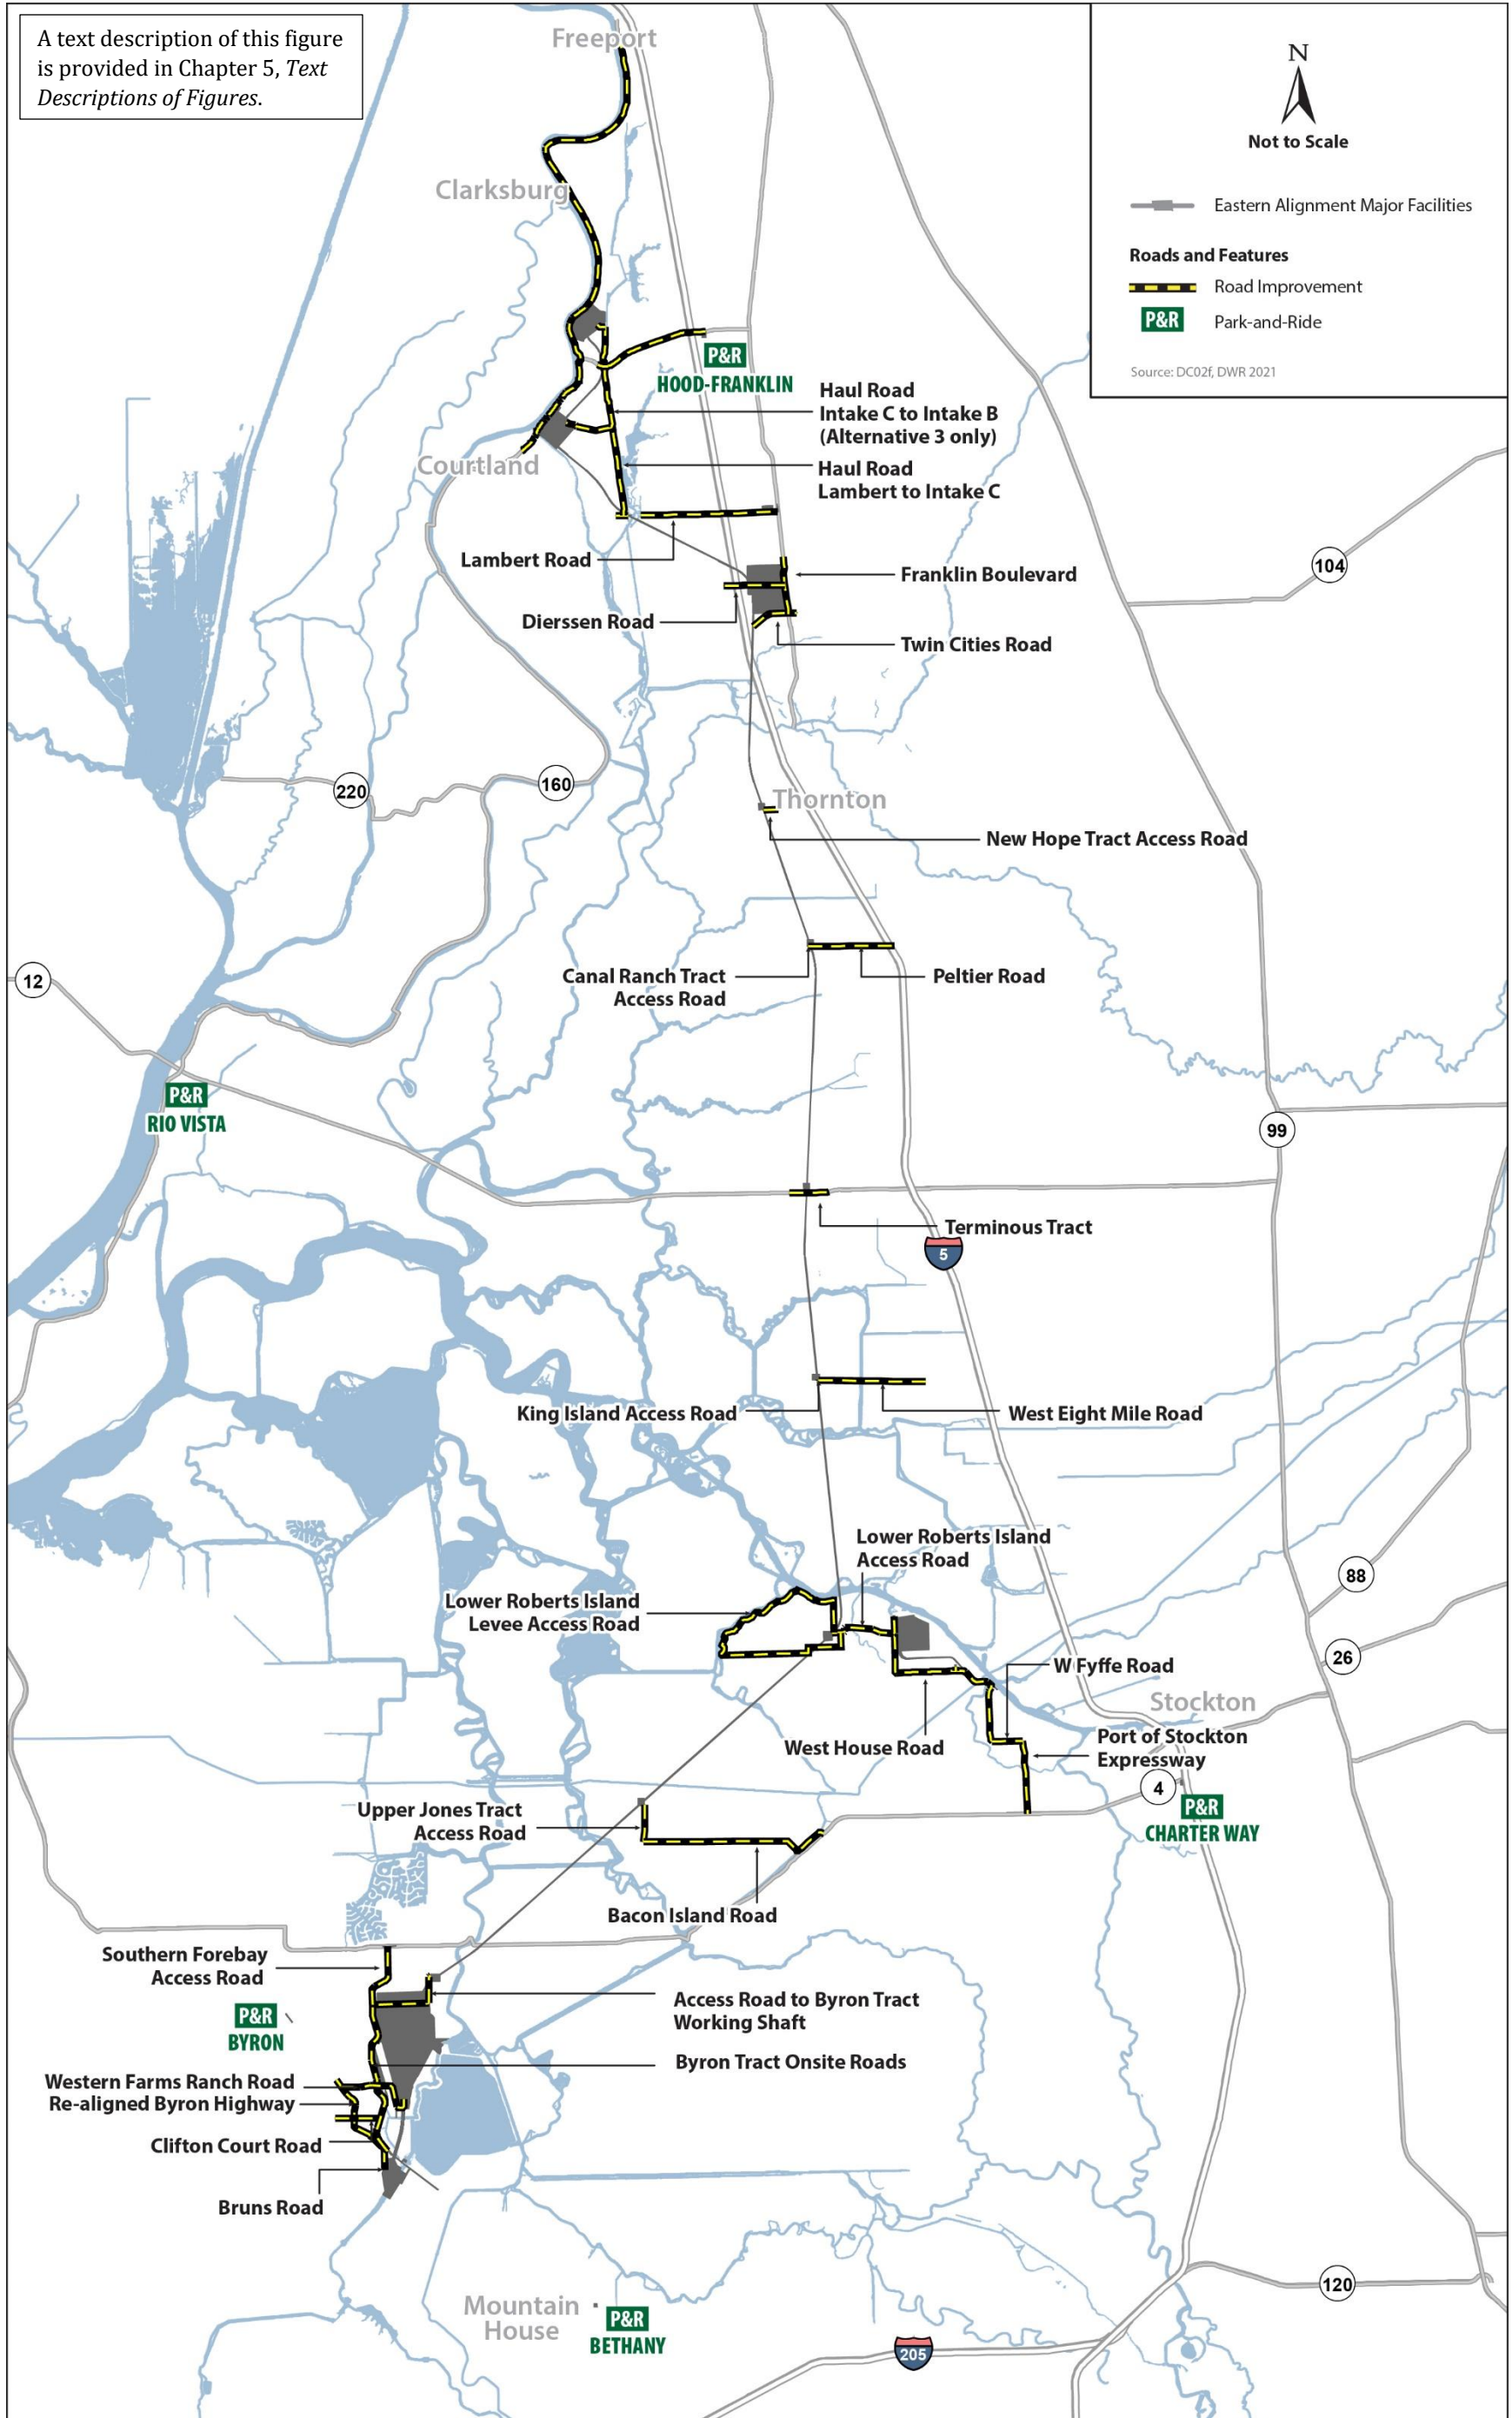 A text description of this figure
is provided in Chapter 5, Text
Descriptions of Figures.
N
Not to Scale
Eastern Alignment Major Facilities
Roads and Features
Road Improvement
P&R
Park-and-Ride
Source: DC02f, DWR 2021
Freeport
Clarksburg
P&R
HOOD-FRANKLIN
Haul Road
Intake C to Intake B
(Alternative 3 only)
Courtland
Haul Road
Lambert to Intake C
Lambert Road
104
Franklin Boulevard
Dierssen Road
Twin Cities Road
220
160
Thornton
New Hope Tract Access Road
12
Canal Ranch Tract
Access Road
Peltier Road
P&R
RIO VISTA
99
Terminous Tract
5
King Island Access Road
West Eight Mile Road
Lower Roberts Island
Access Road
88
Lower Roberts Island
Levee Access Road
26
W Fyffe Road
Stockton
West House Road
Port of Stockton
Expressway
4
P&R
CHARTER WAY
Upper Jones Tract
Access Road
Bacon Island Road
Southern Forebay
Access Road
Access Road to Byron Tract
Working Shaft
P&R
BYRON
Byron Tract Onsite Roads
Western Farms Ranch Road
Re-aligned Byron Highway
Clifton Court Road
Bruns Road
120
Mountain
House
P&R
BETHANY
205